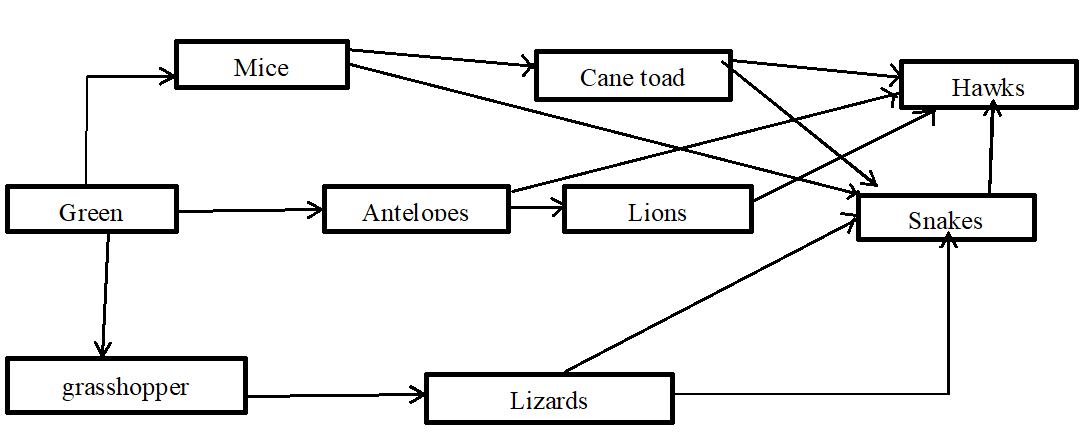 Mice
Cane toad
Hawks
Green
Antelopes
Lions
Snakes
grasshopper
Lizards